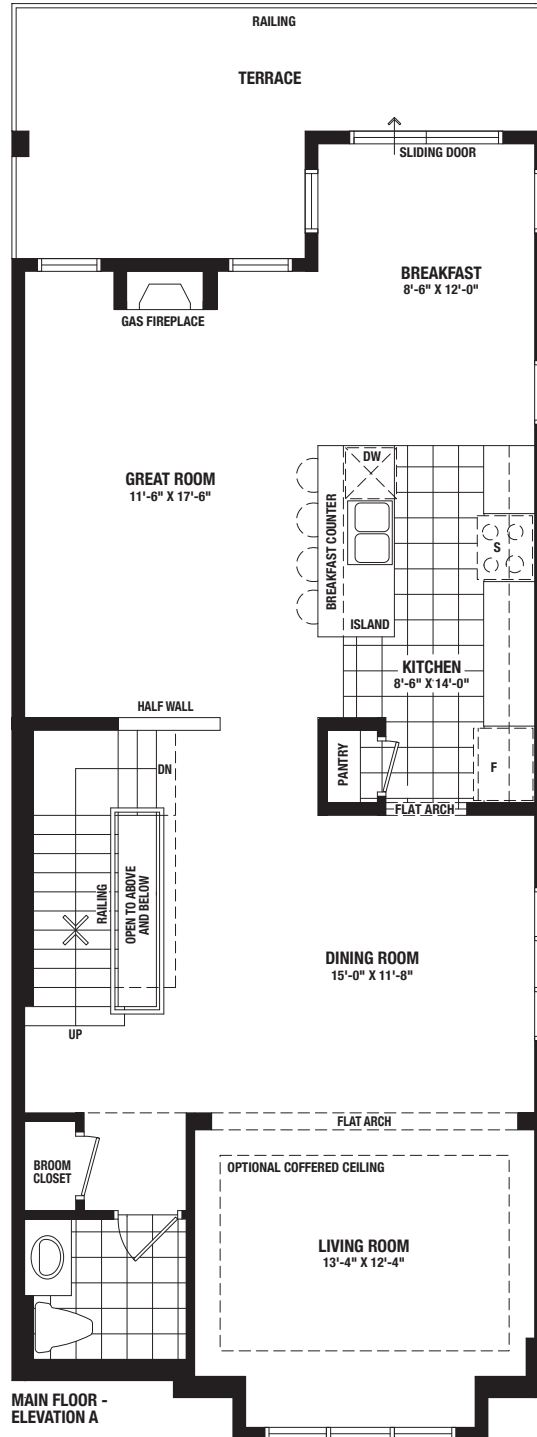 RAILING
TERRACE
SLIDING DOOR
BREAKFAST
8'-6" X 12'-0"
GAS FIREPLACE
GREAT ROOM
11'-6" X 17'-6"
DW
BREAKFAST COUNTER
S
ISLAND
KITCHEN
8'-6" X 14'-0"
HALF WALL
PANTRY
DN
F
FLAT ARCH
RAILING
OPEN TO ABOVE
AND BELOW
DINING ROOM
15'-0" X 11'-8"
UP
FLAT ARCH
BROOM
CLOSET
OPTIONAL COFFERED CEILING
LIVING ROOM
13'-4" X 12'-4"
MAIN FLOOR -
ELEVATION A